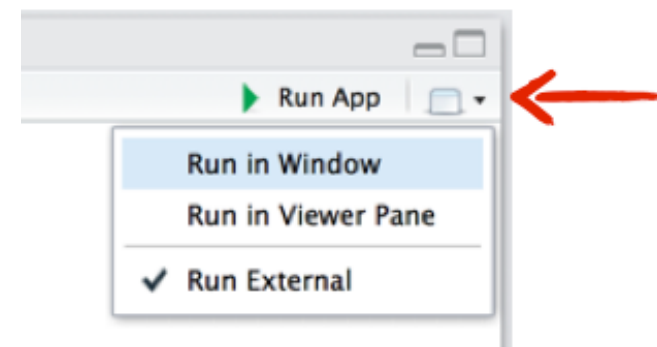 Run App
Run in Window
Run in Viewer Pane
Run External